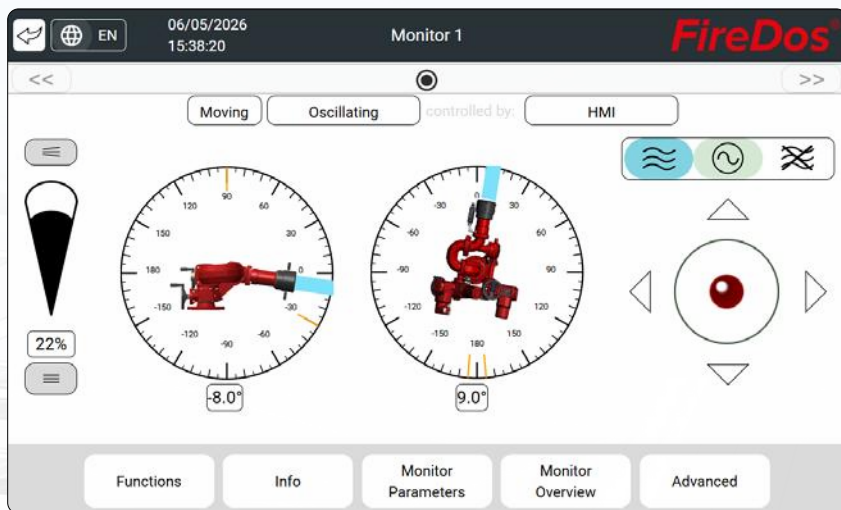 EN
06/05/2026
15:38:20
Monitor 1
FireDos®
<<
>>
Moving
Oscillating
controlled by:
HMI
90
120
60
150
30
180
0
-150
-30
-120
-60
-90
-8.0°
0
-30
30
-60
60
-90
90
-120
120
-150
150
180
9.0°
22%
Functions
Info
Monitor
Parameters
Monitor
Overview
Advanced